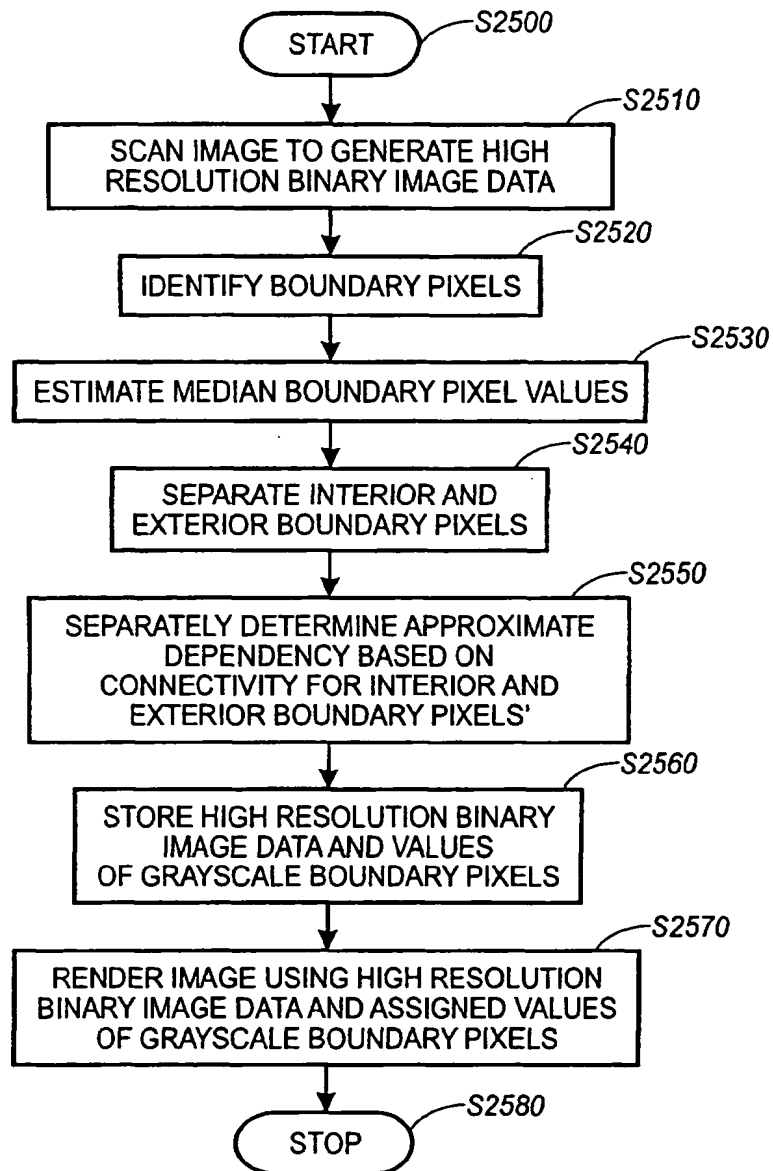 START
S2500
S2510
SCAN IMAGE TO GENERATE HIGH
RESOLUTION BINARY IMAGE DATA
S2520
IDENTIFY BOUNDARY PIXELS
S2530
ESTIMATE MEDIAN BOUNDARY PIXEL VALUES
S2540
SEPARATE INTERIOR AND
EXTERIOR BOUNDARY PIXELS
S2550
SEPARATELY DETERMINE APPROXIMATE
DEPENDENCY BASED ON
CONNECTIVITY FOR INTERIOR AND
EXTERIOR BOUNDARY PIXELS'
S2560
STORE HIGH RESOLUTION BINARY
IMAGE DATA AND VALUES
OF GRAYSCALE BOUNDARY PIXELS
S2570
RENDER IMAGE USING HIGH RESOLUTION
BINARY IMAGE DATA AND ASSIGNED VALUES
OF GRAYSCALE BOUNDARY PIXELS
S2580
STOP